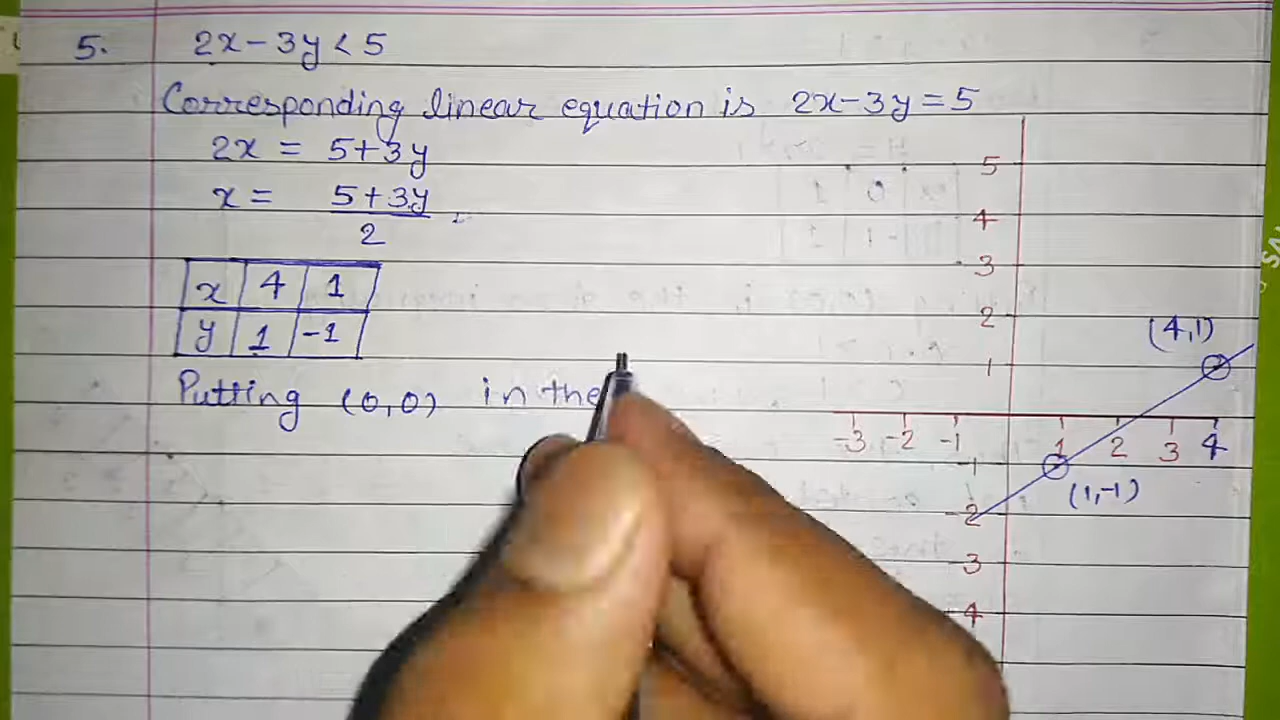 5. 2x - 3y < 5
Corresponding linear equation is 2x - 3y = 5
2x = 5 + 3y
x = 5 + 3y
2
x 4 1
y 1 -1
Putting (0,0) in the
5
4
3
2
(4,1)
1
-3 -2 -1 1 2 3 4
-1
(1,-1)
-2
-3
-4